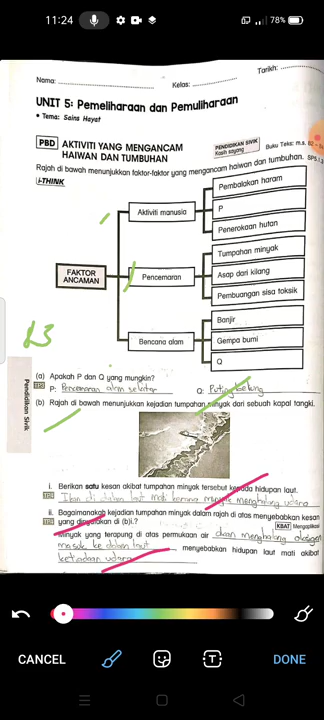 11:24
78%
Tarikh:
Nama:
Kelas:
UNIT 5: Pemeliharaan dan Pemuliharaan
• Tema: Sains Hayat
PBD AKTIVITI YANG MENGANCAM
HAIWAN DAN TUMBUHAN
PENDIDIKAN SIVIK
Kasih sayang
Buku Teks: m.s. 82 –
Rajah di bawah menunjukkan faktor-faktor yang mengancam haiwan dan tumbuhan.
i-THINK
Pembalakan haram
Aktiviti manusia
P
Penerokaan hutan
Tumpahan minyak
FAKTOR
ANCAMAN
Pencemaran
Asap dari kilang
Pembuangan sisa toksik
Banjir
Bencana alam
Gempa bumi
Q
Pendidikan Sivik
(a) Apakah P dan Q yang mungkin?
P: Pencemaran alam sekitar Q: Puting beliung
(b) Rajah di bawah menunjukkan kejadian tumpahan minyak dari sebuah kapal tangki.
i. Berikan satu kesan akibat tumpahan minyak tersebut kepada hidupan laut.
Ikan di dalam laut mati kerana minyak menghalang udara
ii. Bagaimanakah kejadian tumpahan minyak dalam rajah di atas menyebabkan kesan
yang dinyatakan di (b)i.?
KBAT Mengaplikasi
Minyak yang terapung di atas permukaan air akan menghalang oksigen
masuk ke dalam laut menyebabkan hidupan laut mati akibat
ketiadaan udara
CANCEL
T
DONE